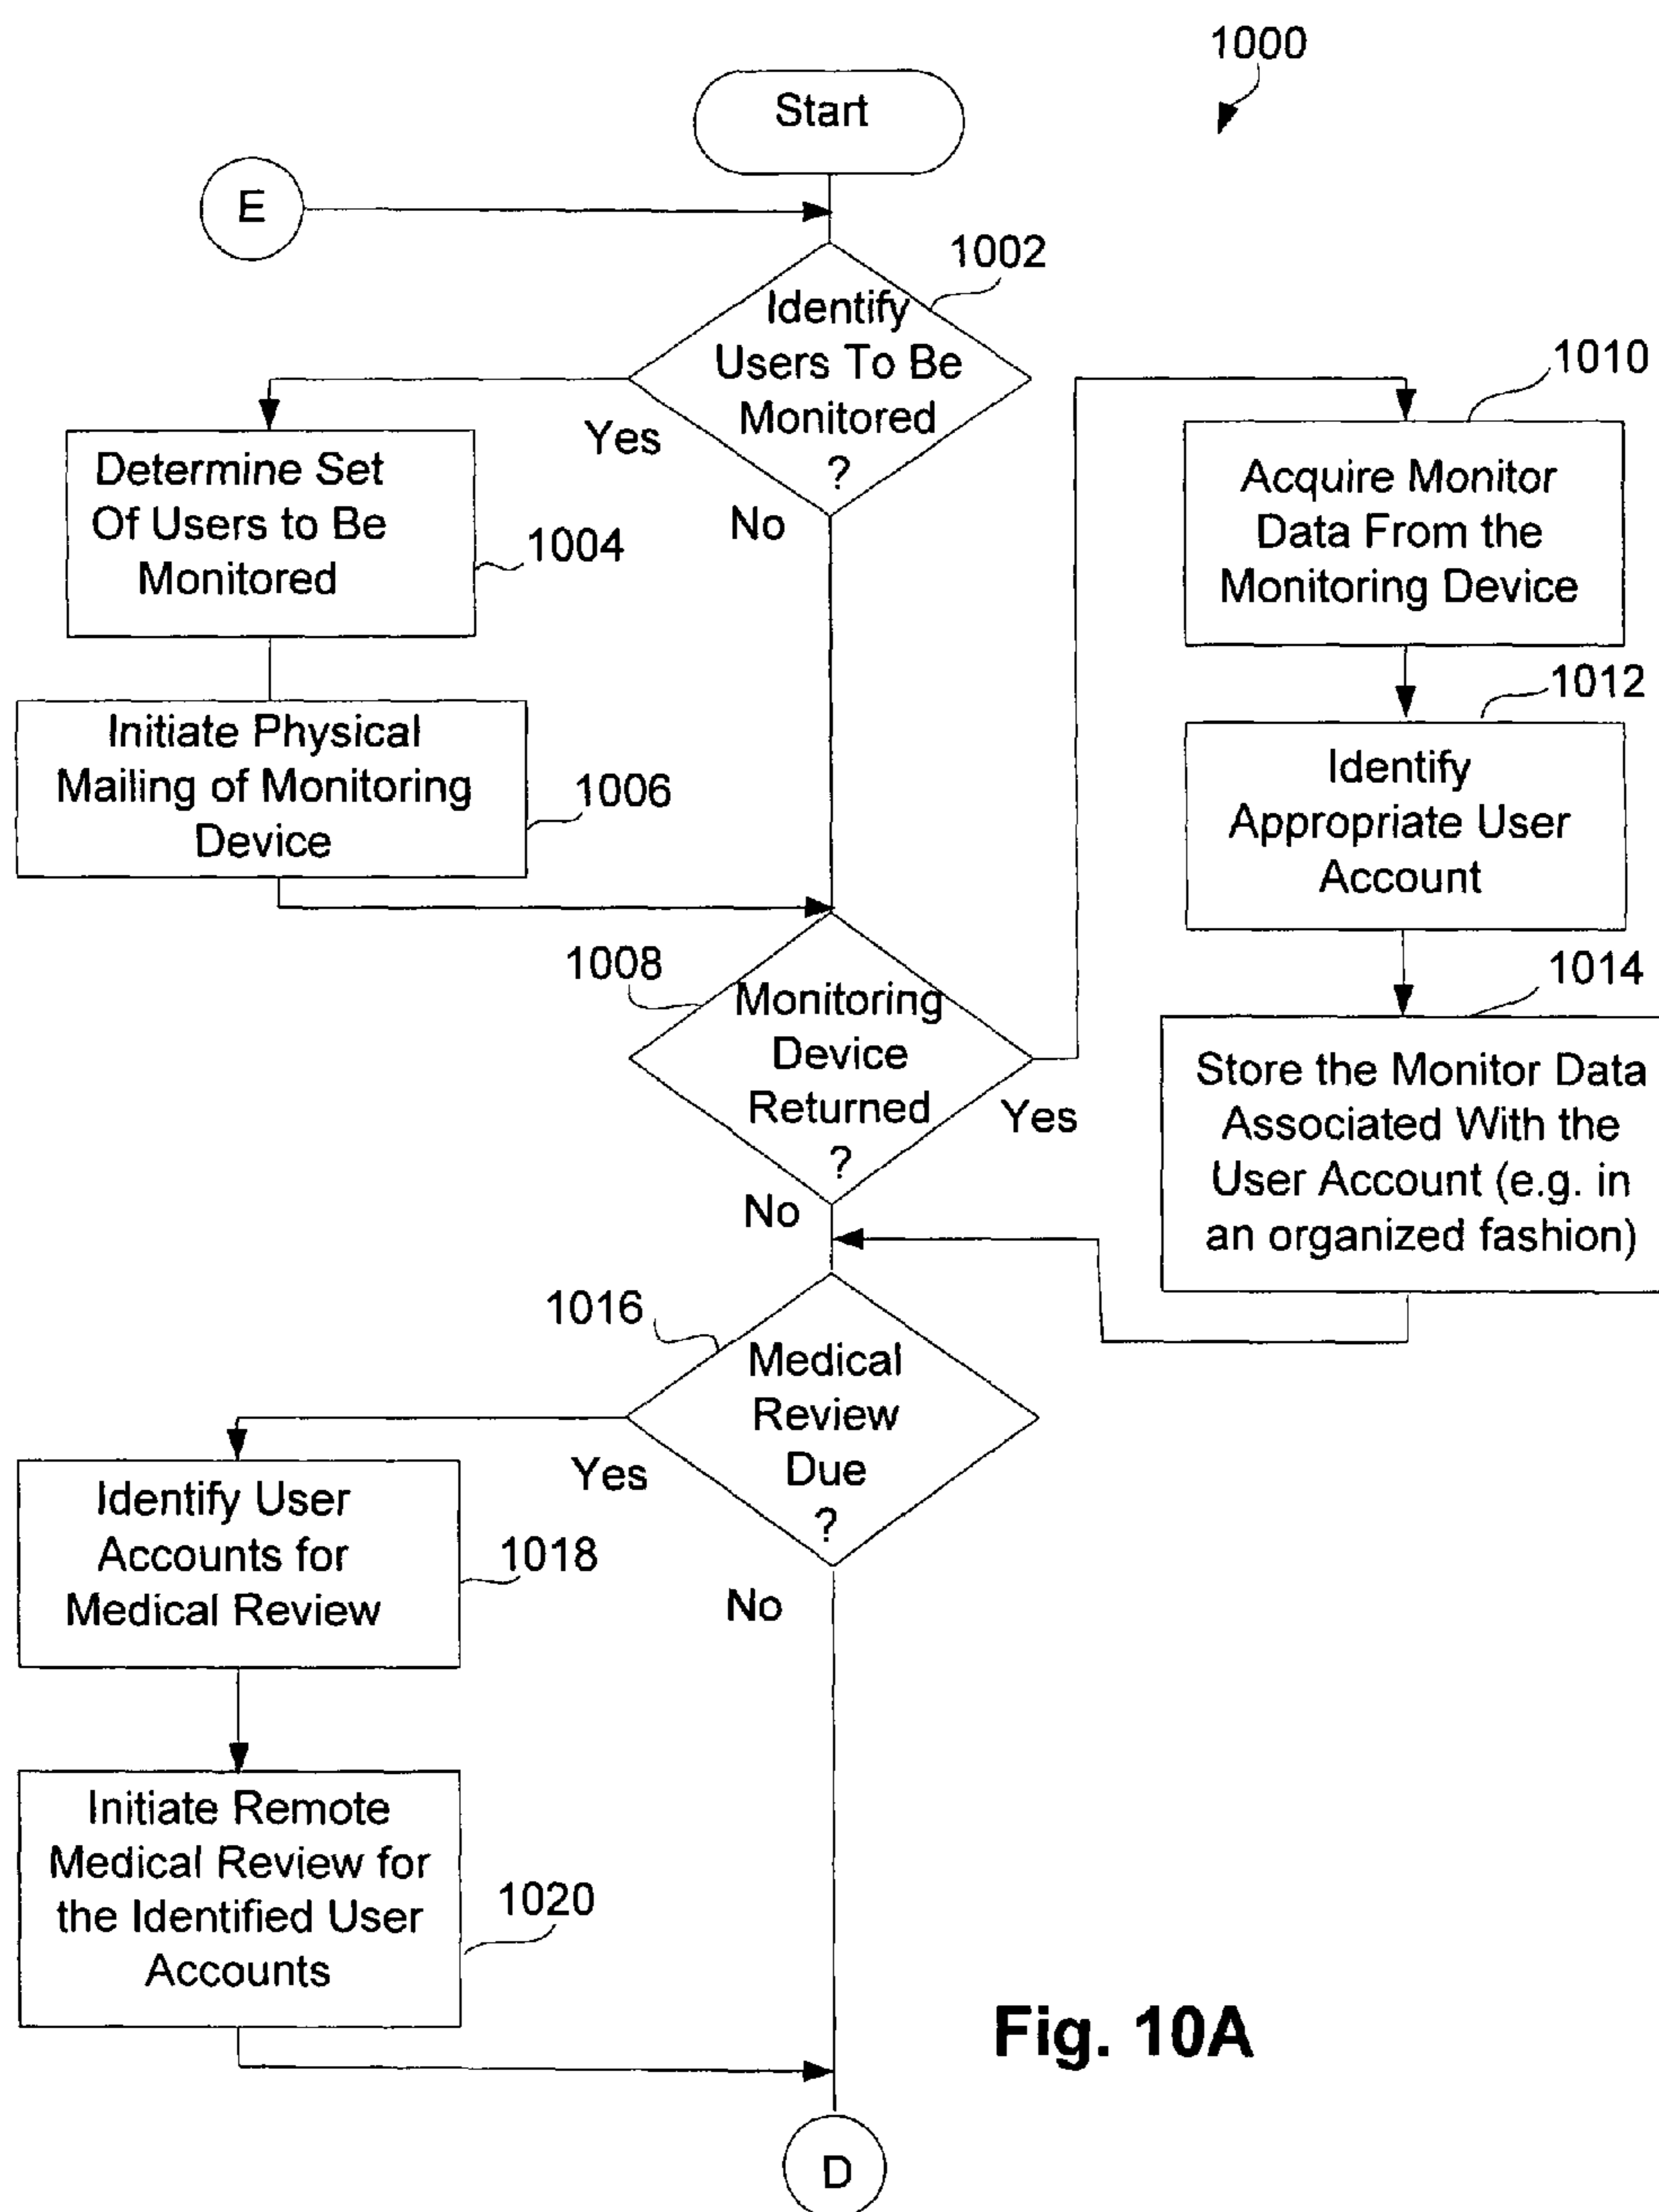 1000
Start
E
1002
Identify
Users To Be
Monitored
?
Yes
No
Determine Set
Of Users to Be
Monitored
1004
Initiate Physical
Mailing of Monitoring
Device
1006
1008
Monitoring
Device
Returned
?
Yes
No
1010
Acquire Monitor
Data From the
Monitoring Device
1012
Identify
Appropriate User
Account
1014
Store the Monitor Data
Associated With the
User Account (e.g. in
an organized fashion)
1016
Medical
Review
Due
?
Yes
No
Identify User
Accounts for
Medical Review
1018
Initiate Remote
Medical Review for
the Identified User
Accounts
1020
Fig. 10A
D